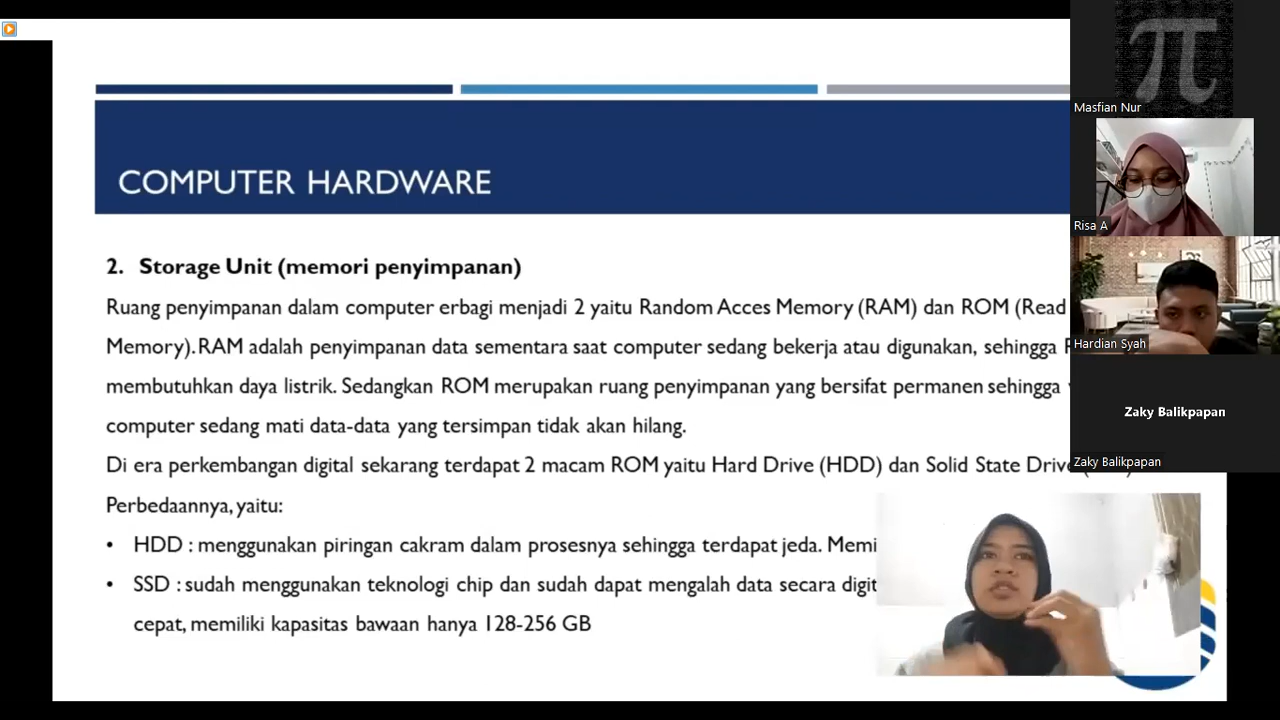 COMPUTER HARDWARE
2. Storage Unit (memori penyimpanan)
Ruang penyimpanan dalam computer erbagi menjadi 2 yaitu Random Acces Memory (RAM) dan ROM (Read
Memory). RAM adalah penyimpanan data sementara saat computer sedang bekerja atau digunakan, sehingga
membutuhkan daya listrik. Sedangkan ROM merupakan ruang penyimpanan yang bersifat permanen sehingga
computer sedang mati data-data yang tersimpan tidak akan hilang.
Di era perkembangan digital sekarang terdapat 2 macam ROM yaitu Hard Drive (HDD) dan Solid State Drive
Perbedaannya, yaitu:
• HDD : menggunakan piringan cakram dalam prosesnya sehingga terdapat jeda.
• SSD : sudah menggunakan teknologi chip dan sudah dapat mengalah data secara
cepat, memiliki kapasitas bawaan hanya 128-256 GB
π
Masfian Nur
Risa A
Hardian Syah
Zaky Balikpapan
Zaky Balikpapan